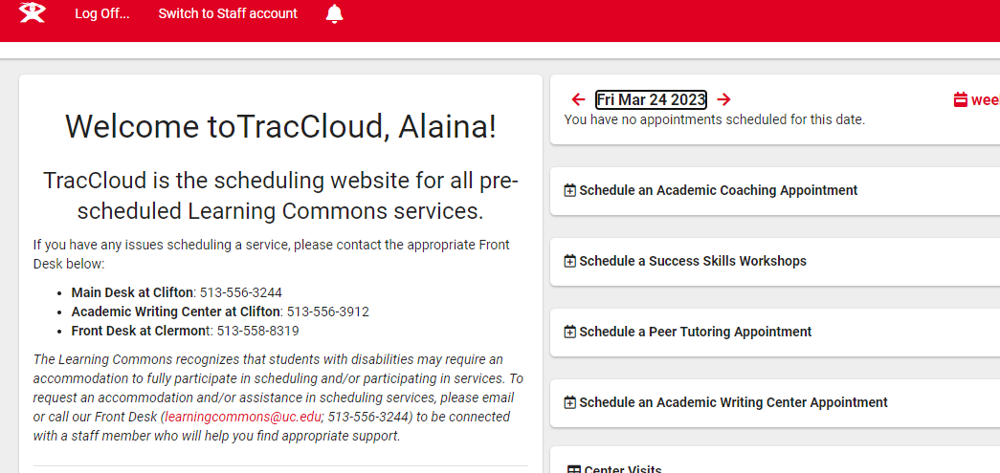 Log Off...
Switch to Staff account
Welcome toTracCloud, Alaina!
TracCloud is the scheduling website for all pre-
scheduled Learning Commons services.
If you have any issues scheduling a service, please contact the appropriate Front
Desk below:
• Main Desk at Clifton: 513-556-3244
• Academic Writing Center at Clifton: 513-556-3912
• Front Desk at Clermont: 513-558-8319
The Learning Commons recognizes that students with disabilities may require an
accommodation to fully participate in scheduling and/or participating in services. To
request an accommodation and/or assistance in scheduling services, please email
or call our Front Desk (learningcommons@uc.edu; 513-556-3244) to be connected
with a staff member who will help you find appropriate support.
Fri Mar 24 2023
You have no appointments scheduled for this date.
Schedule an Academic Coaching Appointment
Schedule a Success Skills Workshops
Schedule a Peer Tutoring Appointment
Schedule an Academic Writing Center Appointment
Center Visits